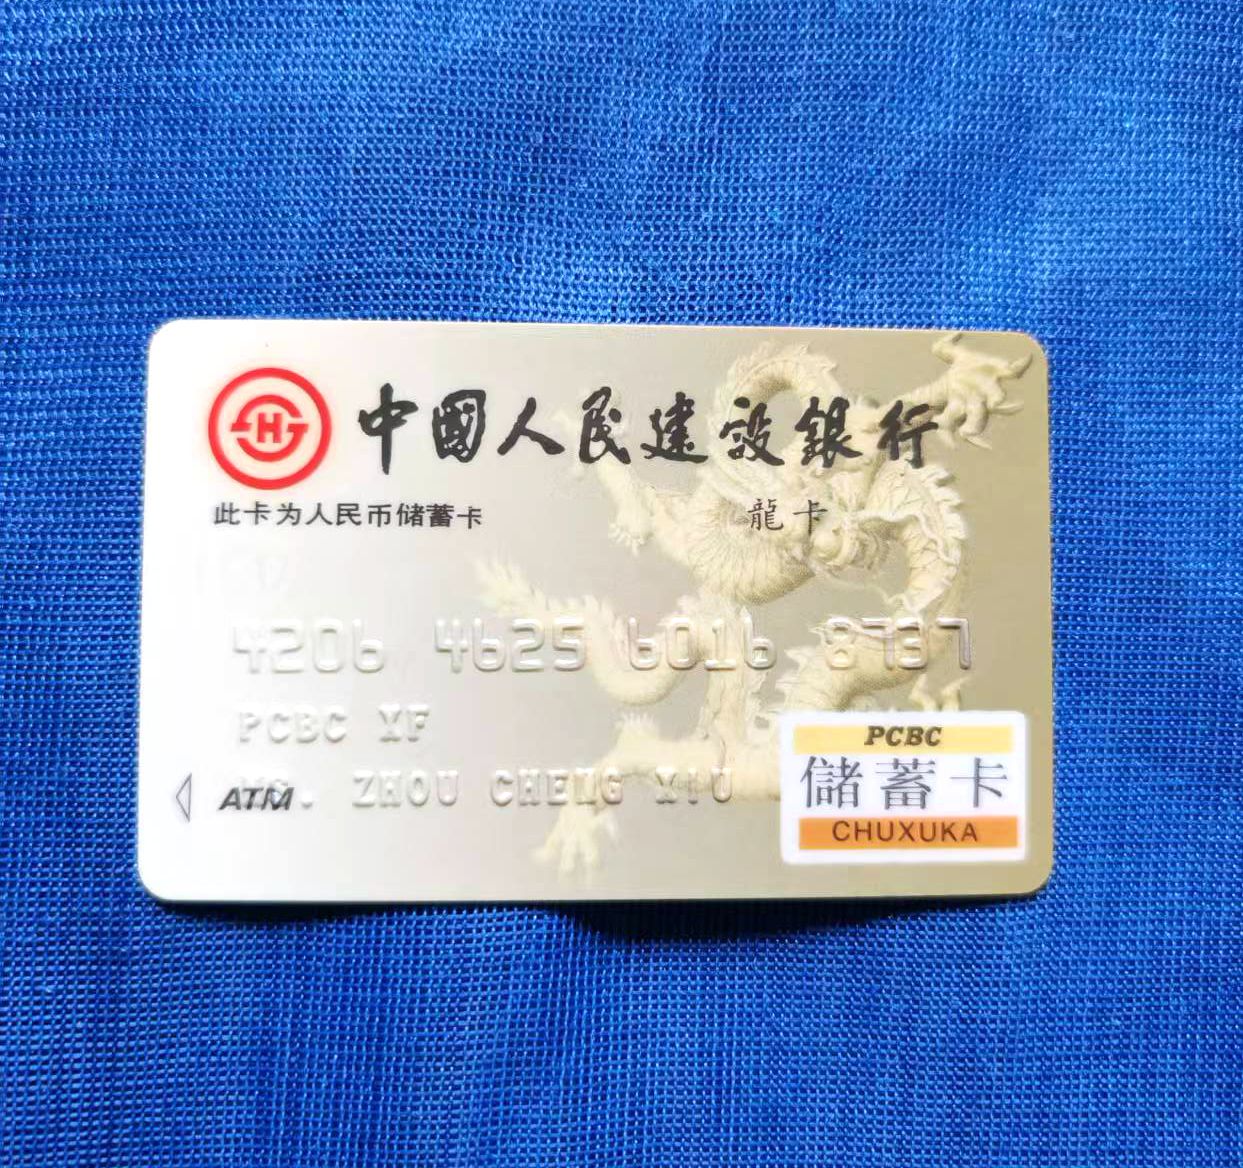 中國人民建設銀行
此卡为人民币储蓄卡
龍卡
4206 4625 6016 8737
PCBC XF
ATM
ZHOU CHENG XIU
PCBC
儲蓄卡
CHUXUKA